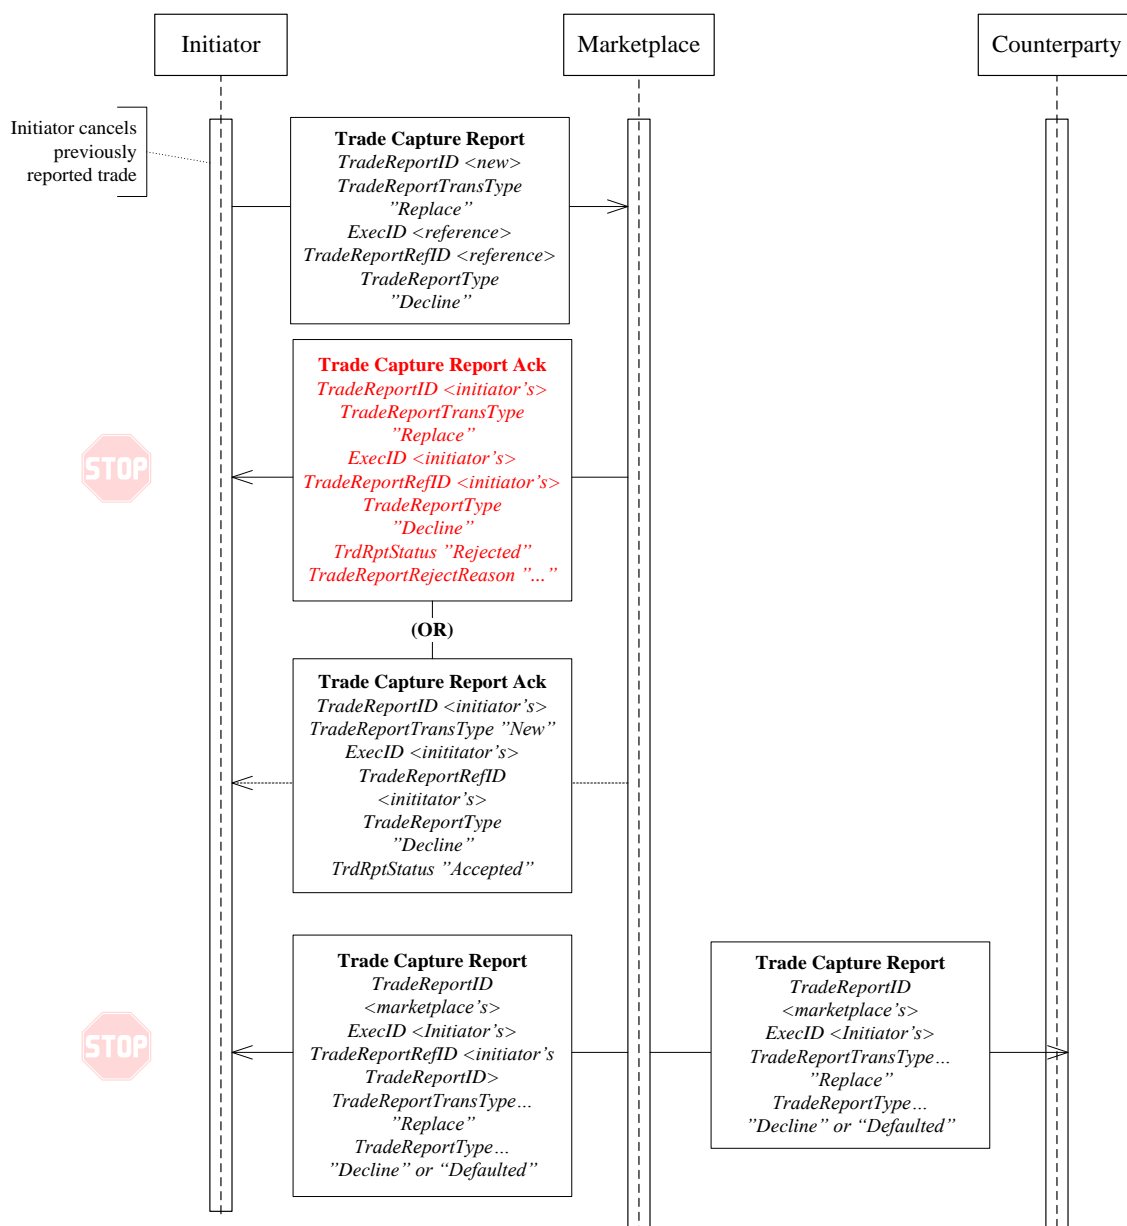 Initiator
Marketplace
Counterparty
Initiator cancels
previously
reported trade
Trade Capture Report
TradeReportID <new>
TradeReportTransType
”Replace”
ExecID <reference>
TradeReportRefID <reference>
TradeReportType
”Decline”
Trade Capture Report Ack
TradeReportID <initiator’s>
TradeReportTransType
”Replace”
ExecID <initiator’s>
TradeReportRefID <initiator’s>
TradeReportType
”Decline”
TrdRptStatus ”Rejected”
TradeReportRejectReason ”...”
STOP
(OR)
Trade Capture Report Ack
TradeReportID <initiator’s>
TradeReportTransType ”New”
ExecID <inititator’s>
TradeReportRefID
<inititator’s>
TradeReportType
”Decline”
TrdRptStatus ”Accepted”
Trade Capture Report
TradeReportID
<marketplace’s>
ExecID <Initiator’s>
TradeReportRefID <initiator’s
TradeReportID>
TradeReportTransType…
”Replace”
TradeReportType…
”Decline” or “Defaulted”
STOP
Trade Capture Report
TradeReportID
<marketplace’s>
ExecID <Initiator’s>
TradeReportTransType…
”Replace”
TradeReportType…
”Decline” or “Defaulted”